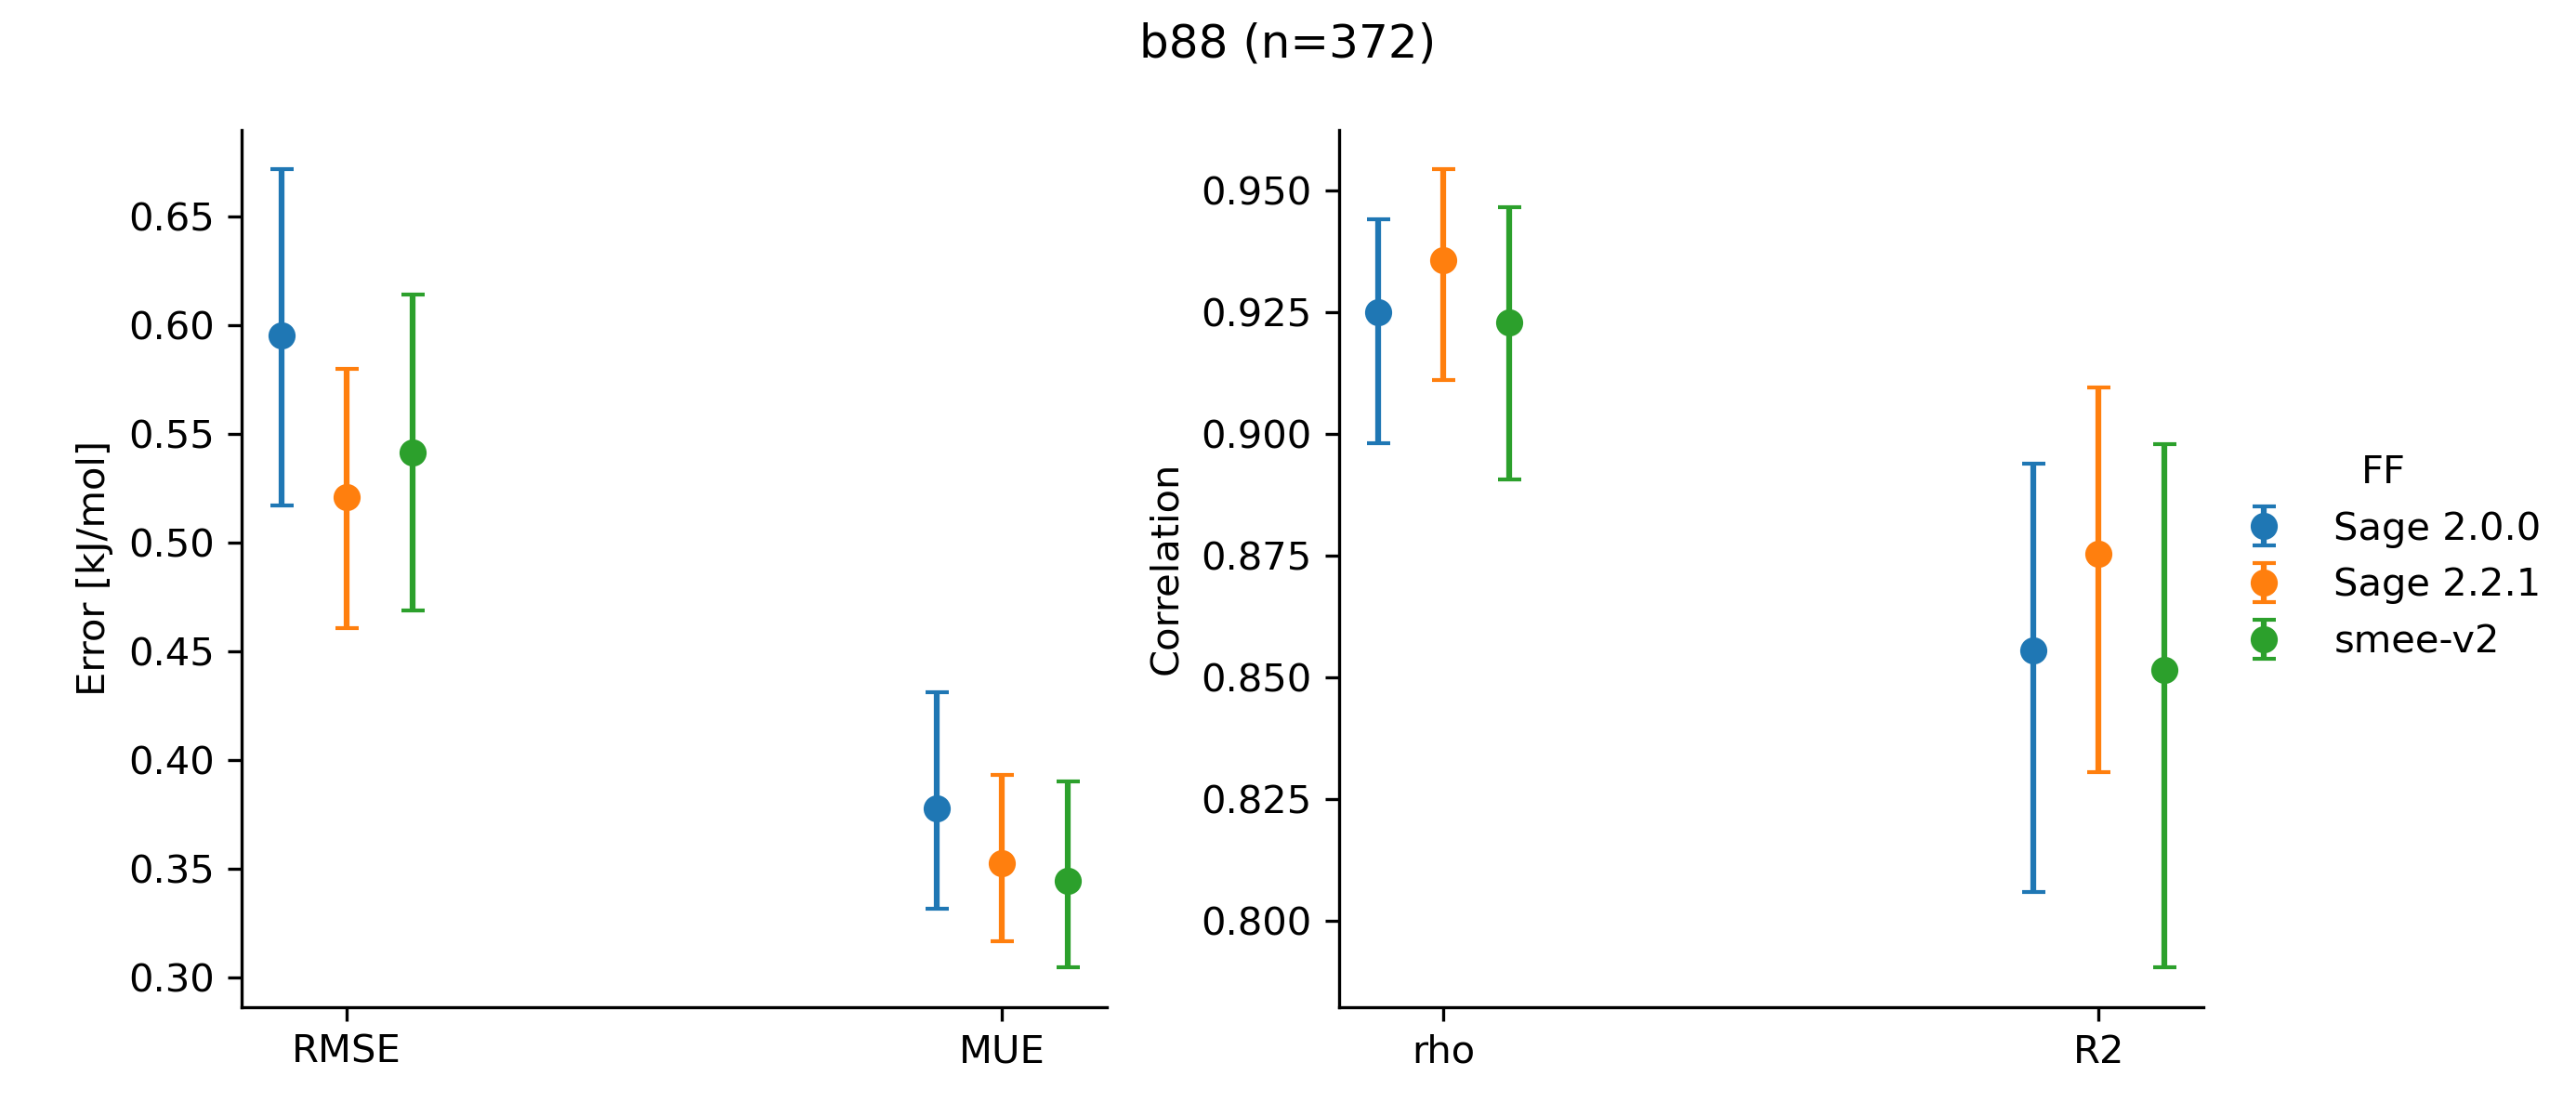 b88 (n=372)
Error [kJ/mol]
0.65
0.60
0.55
0.50
0.45
0.40
0.35
0.30
RMSE
MUE
Correlation
0.950
0.925
0.900
0.875
0.850
0.825
0.800
rho
R2
FF
Sage 2.0.0
Sage 2.2.1
smee-v2